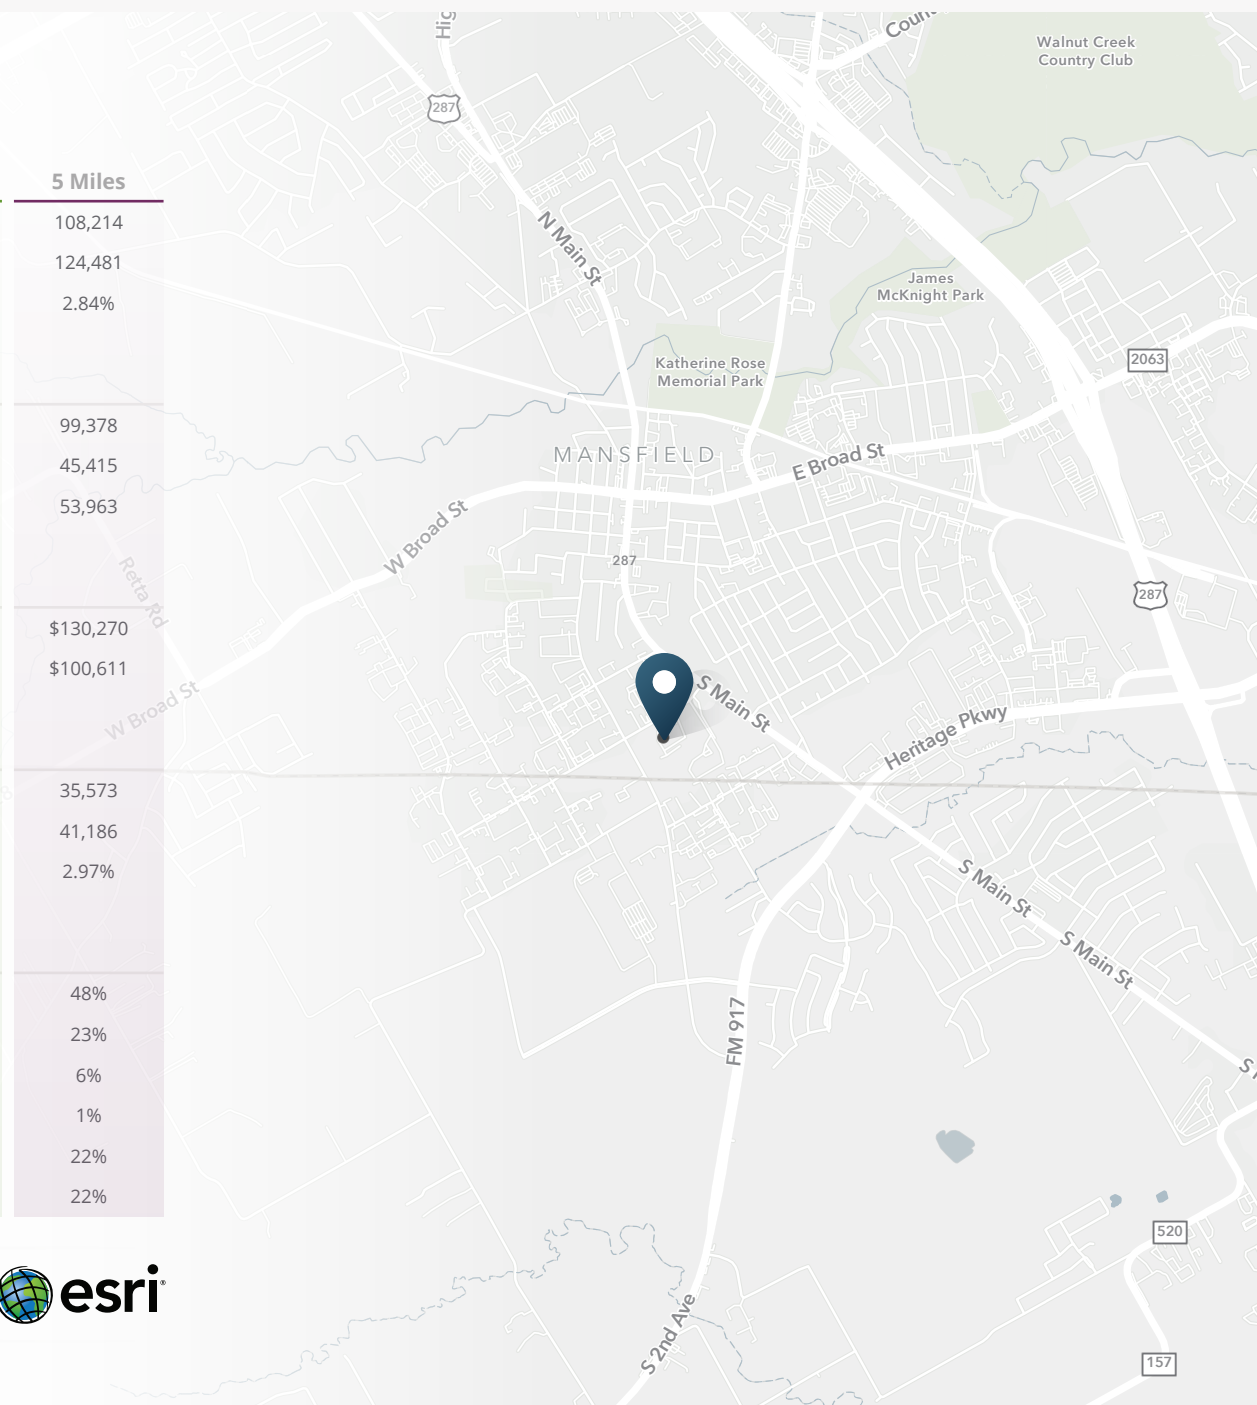 5 Miles
108,214
124,481
2.84%
99,378
45,415
53,963
$130,270
$100,611
35,573
41,186
2.97%
48%
23%
6%
1%
22%
22%
esri
Walnut Creek
Country Club
287
N Main St
James
McKnight Park
Katherine Rose
Memorial Park
2063
MANSFIELD
E Broad St
W Broad St
287
287
Retta Rd
W Broad St
S Main St
Heritage Pkwy
S Main St
S Main St
FM 917
520
S 2nd Ave
157